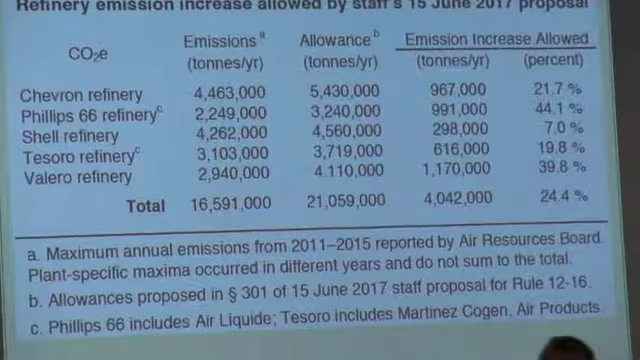 Refinery emission increase allowed by staff's 15 June 2017 proposal
CO2e Emissions a Allowance b Emission Increase Allowed
(tonnes/yr) (tonnes/yr) (tonnes/yr) (percent)
Chevron refinery 4,463,000 5,430,000 967,000 21.7 %
Phillips 66 refinery c 2,249,000 3,240,000 991,000 44.1 %
Shell refinery 4,262,000 4,560,000 298,000 7.0 %
Tesoro refinery c 3,103,000 3,719,000 616,000 19.8 %
Valero refinery 2,940,000 4.110,000 1,170,000 39.8 %
Total 16,591,000 21,059,000 4,042,000 24.4 %
a. Maximum annual emissions from 2011–2015 reported by Air Resources Board.
Plant-specific maxima occurred in different years and do not sum to the total.
b. Allowances proposed in § 301 of 15 June 2017 staff proposal for Rule 12-16.
c. Phillips 66 includes Air Liquide; Tesoro includes Martinez Cogen, Air Products.